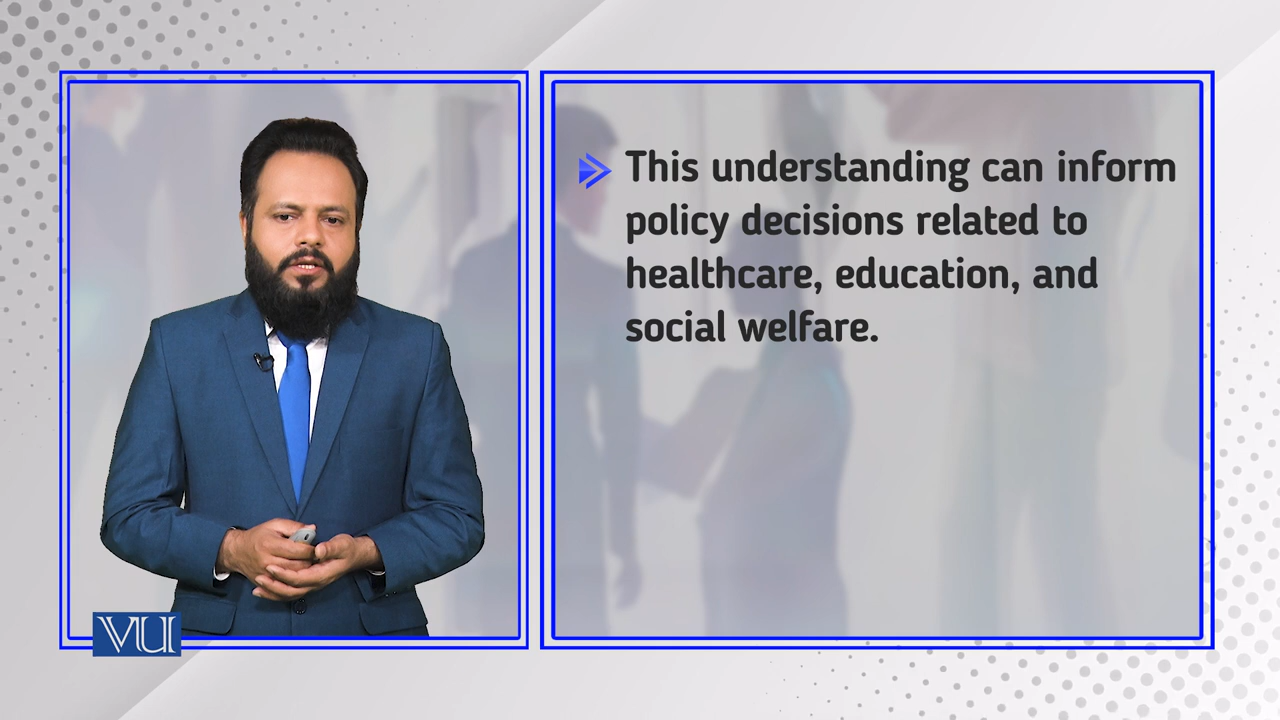 This understanding can inform
policy decisions related to
healthcare, education, and
social welfare.
VU